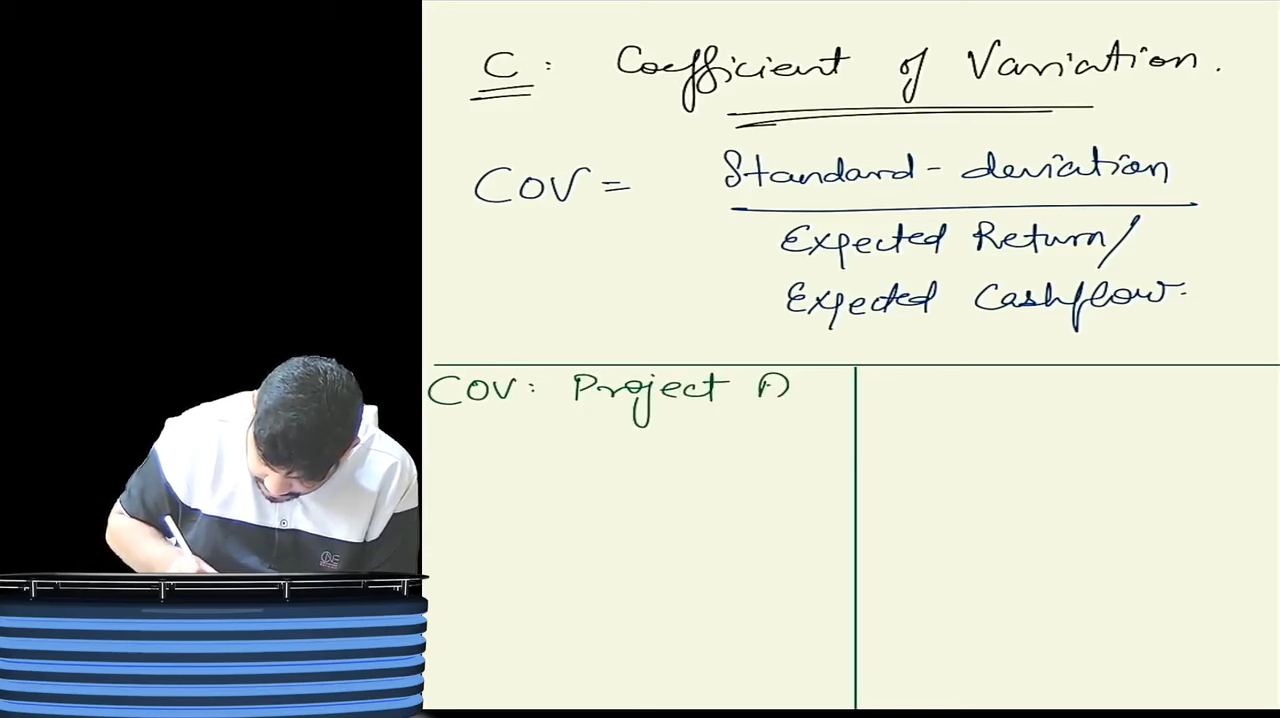 C : Coefficient of Variation.
COV = Standard-deviation
Expected Return/
Expected Cashflow.
COV: Project A